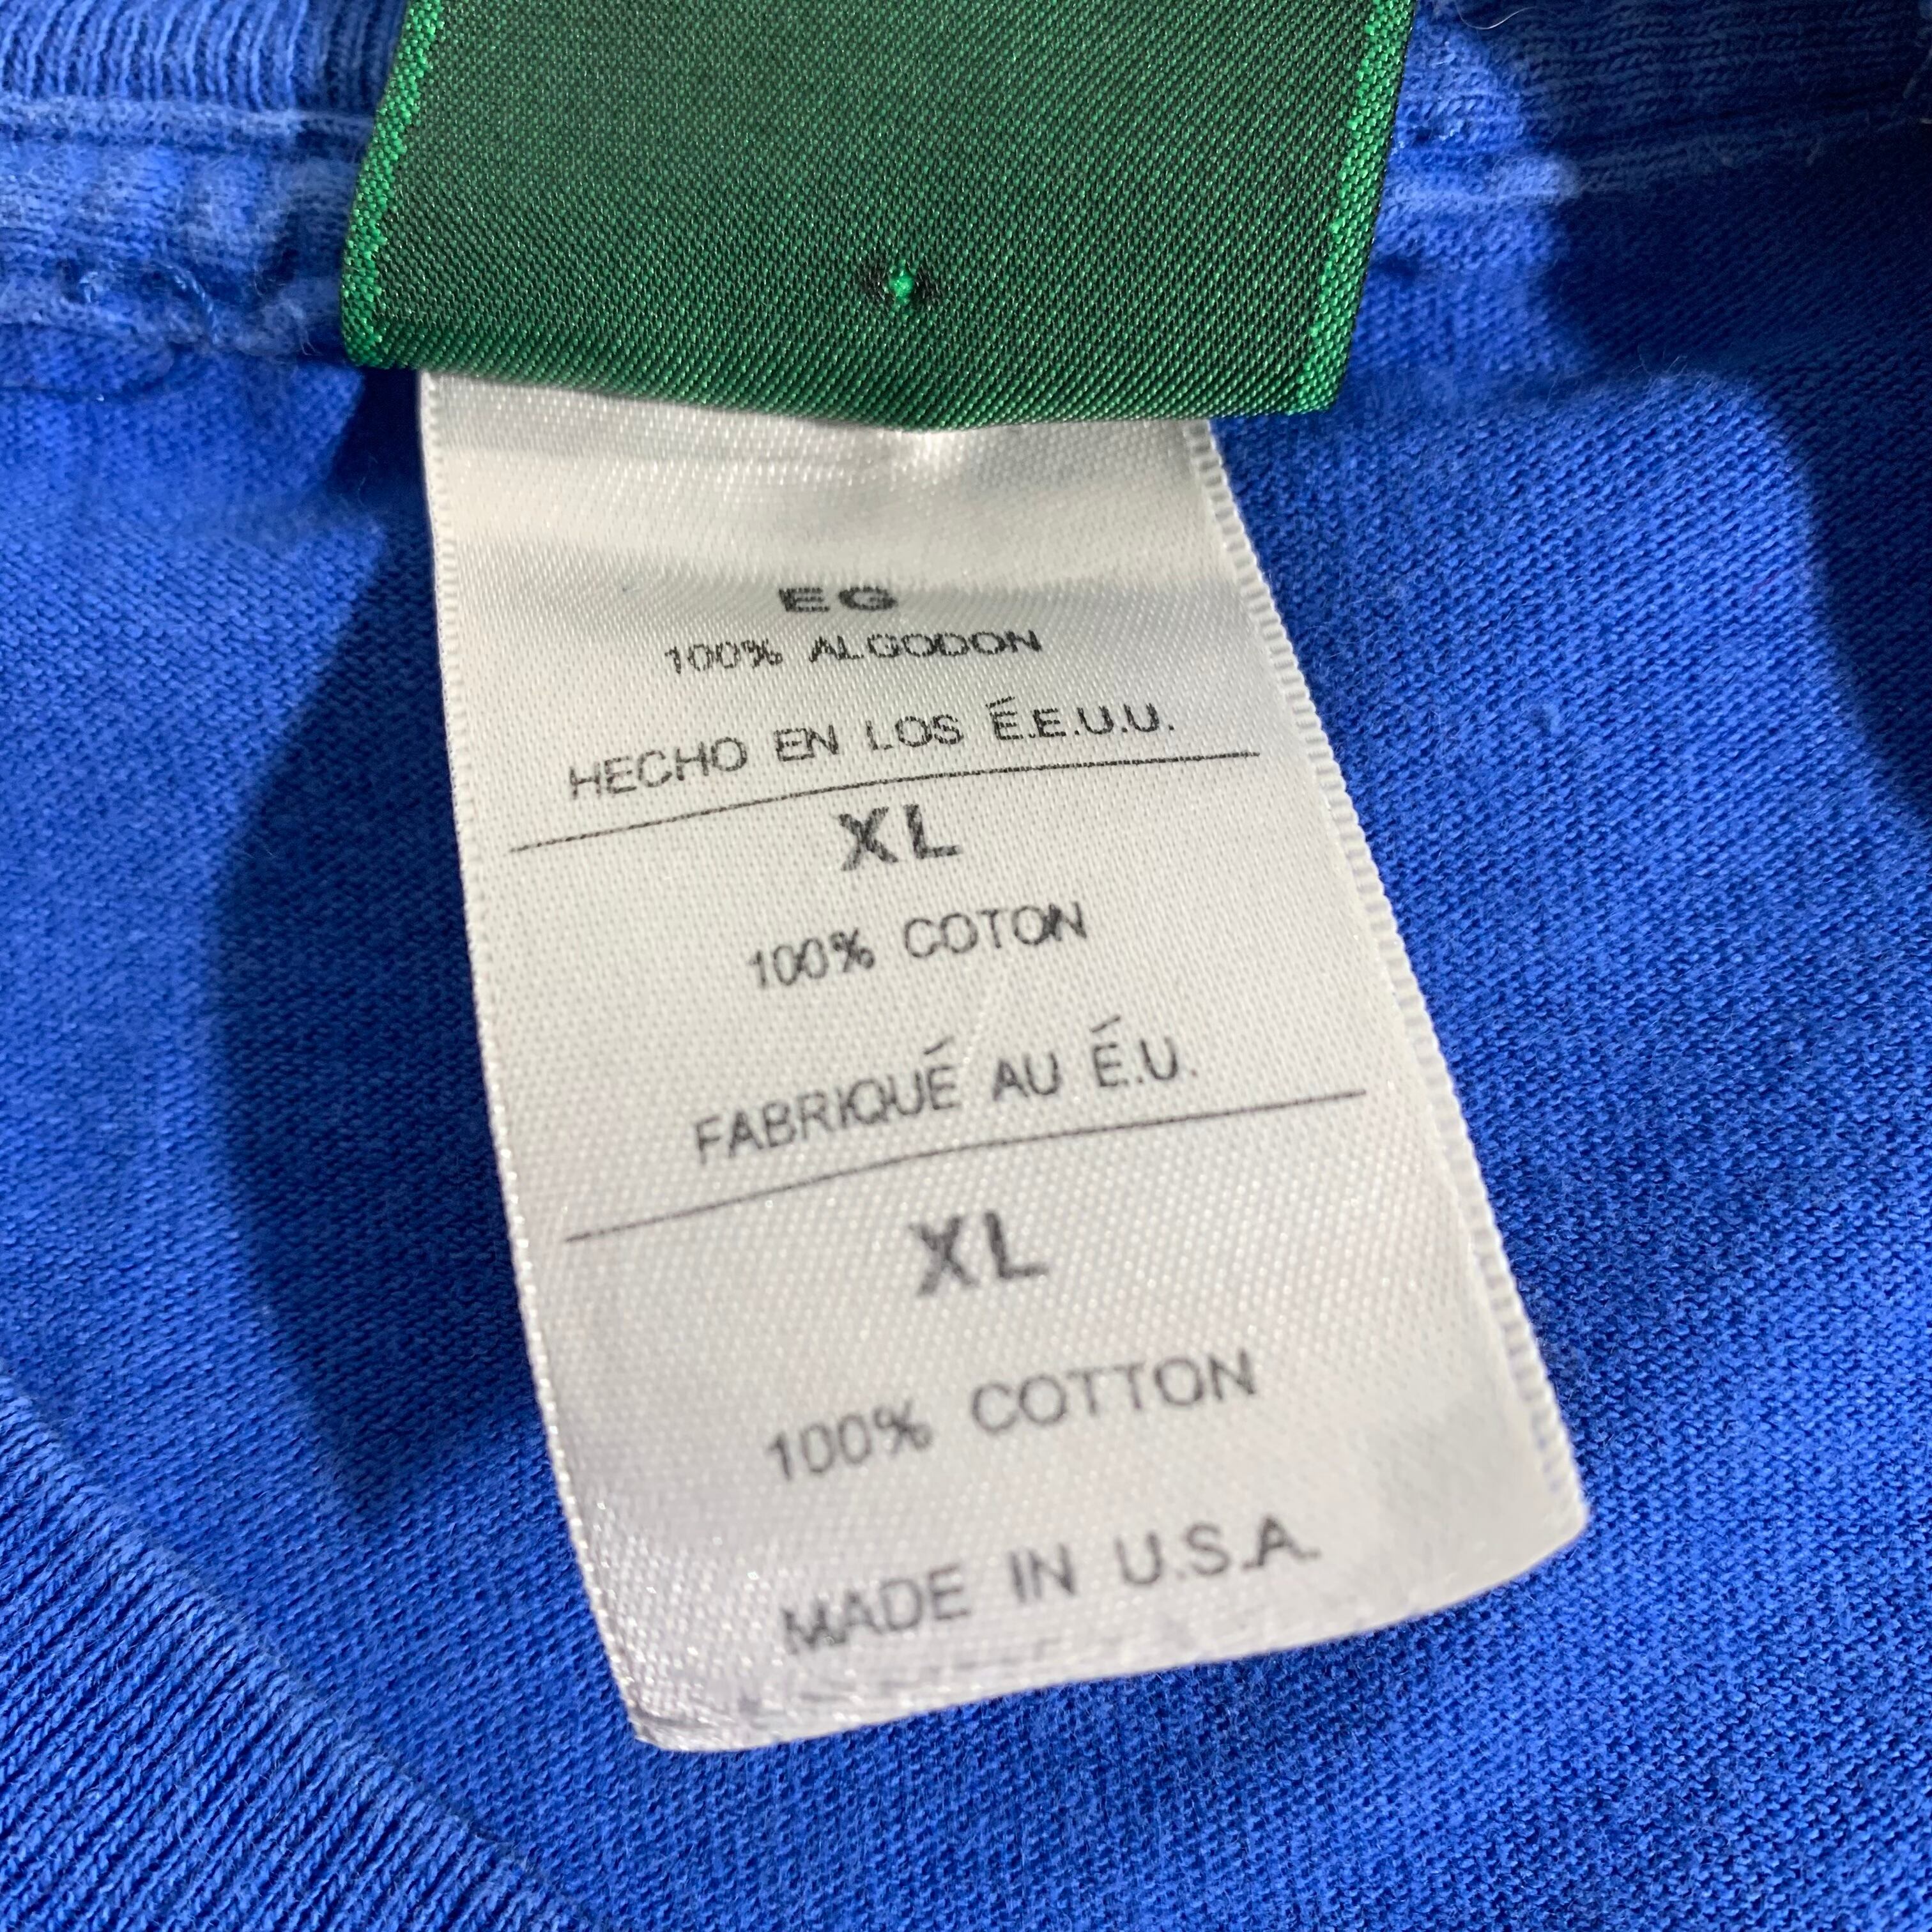 EG
100% ALGODON
HECHO EN LOS É.E.U.U.
XL
100% COTON
FABRIQUÉ AU É.U.
XL
100% COTTON
MADE IN U.S.A.